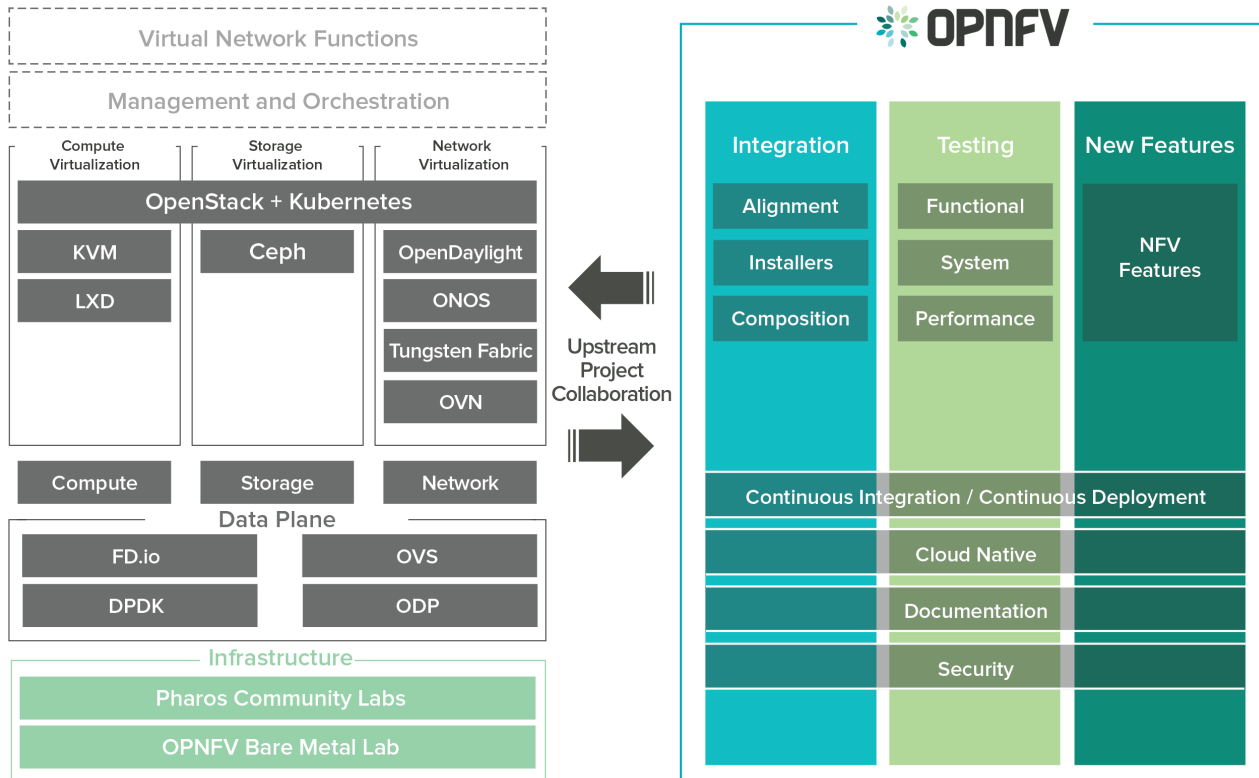 Virtual Network Functions
Management and Orchestration
Compute
Virtualization
Storage
Virtualization
Network
Virtualization
OpenStack + Kubernetes
KVM
Ceph
OpenDaylight
LXD
ONOS
Tungsten Fabric
OVN
Compute
Storage
Network
Data Plane
FD.io
OVS
DPDK
ODP
Infrastructure
Pharos Community Labs
OPNFV Bare Metal Lab
Upstream
Project
Collaboration
OPNFV
Integration
Testing
New Features
Alignment
Functional
NFV
Features
Installers
System
Composition
Performance
Continuous Integration / Continuous Deployment
Cloud Native
Documentation
Security